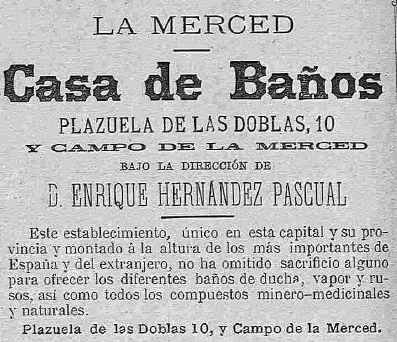 LA MERCED
Casa de Baños
PLAZUELA DE LAS DOBLAS, 10
Y CAMPO DE LA MERCED
BAJO LA DIRECCIÓN DE
D. ENRIQUE HERNÁNDEZ PASCUAL
Este establecimiento, único en esta capital y su pro-
vincia y montado á la altura de los más importantes de
España y del extranjero, no ha omitido sacrificio alguno
para ofrecer los diferentes baños de ducha, vapor y ru-
sos, así como todos los compuestos minero-medicinales
y naturales.
Plazuela de las Doblas 10, y Campo de la Merced.